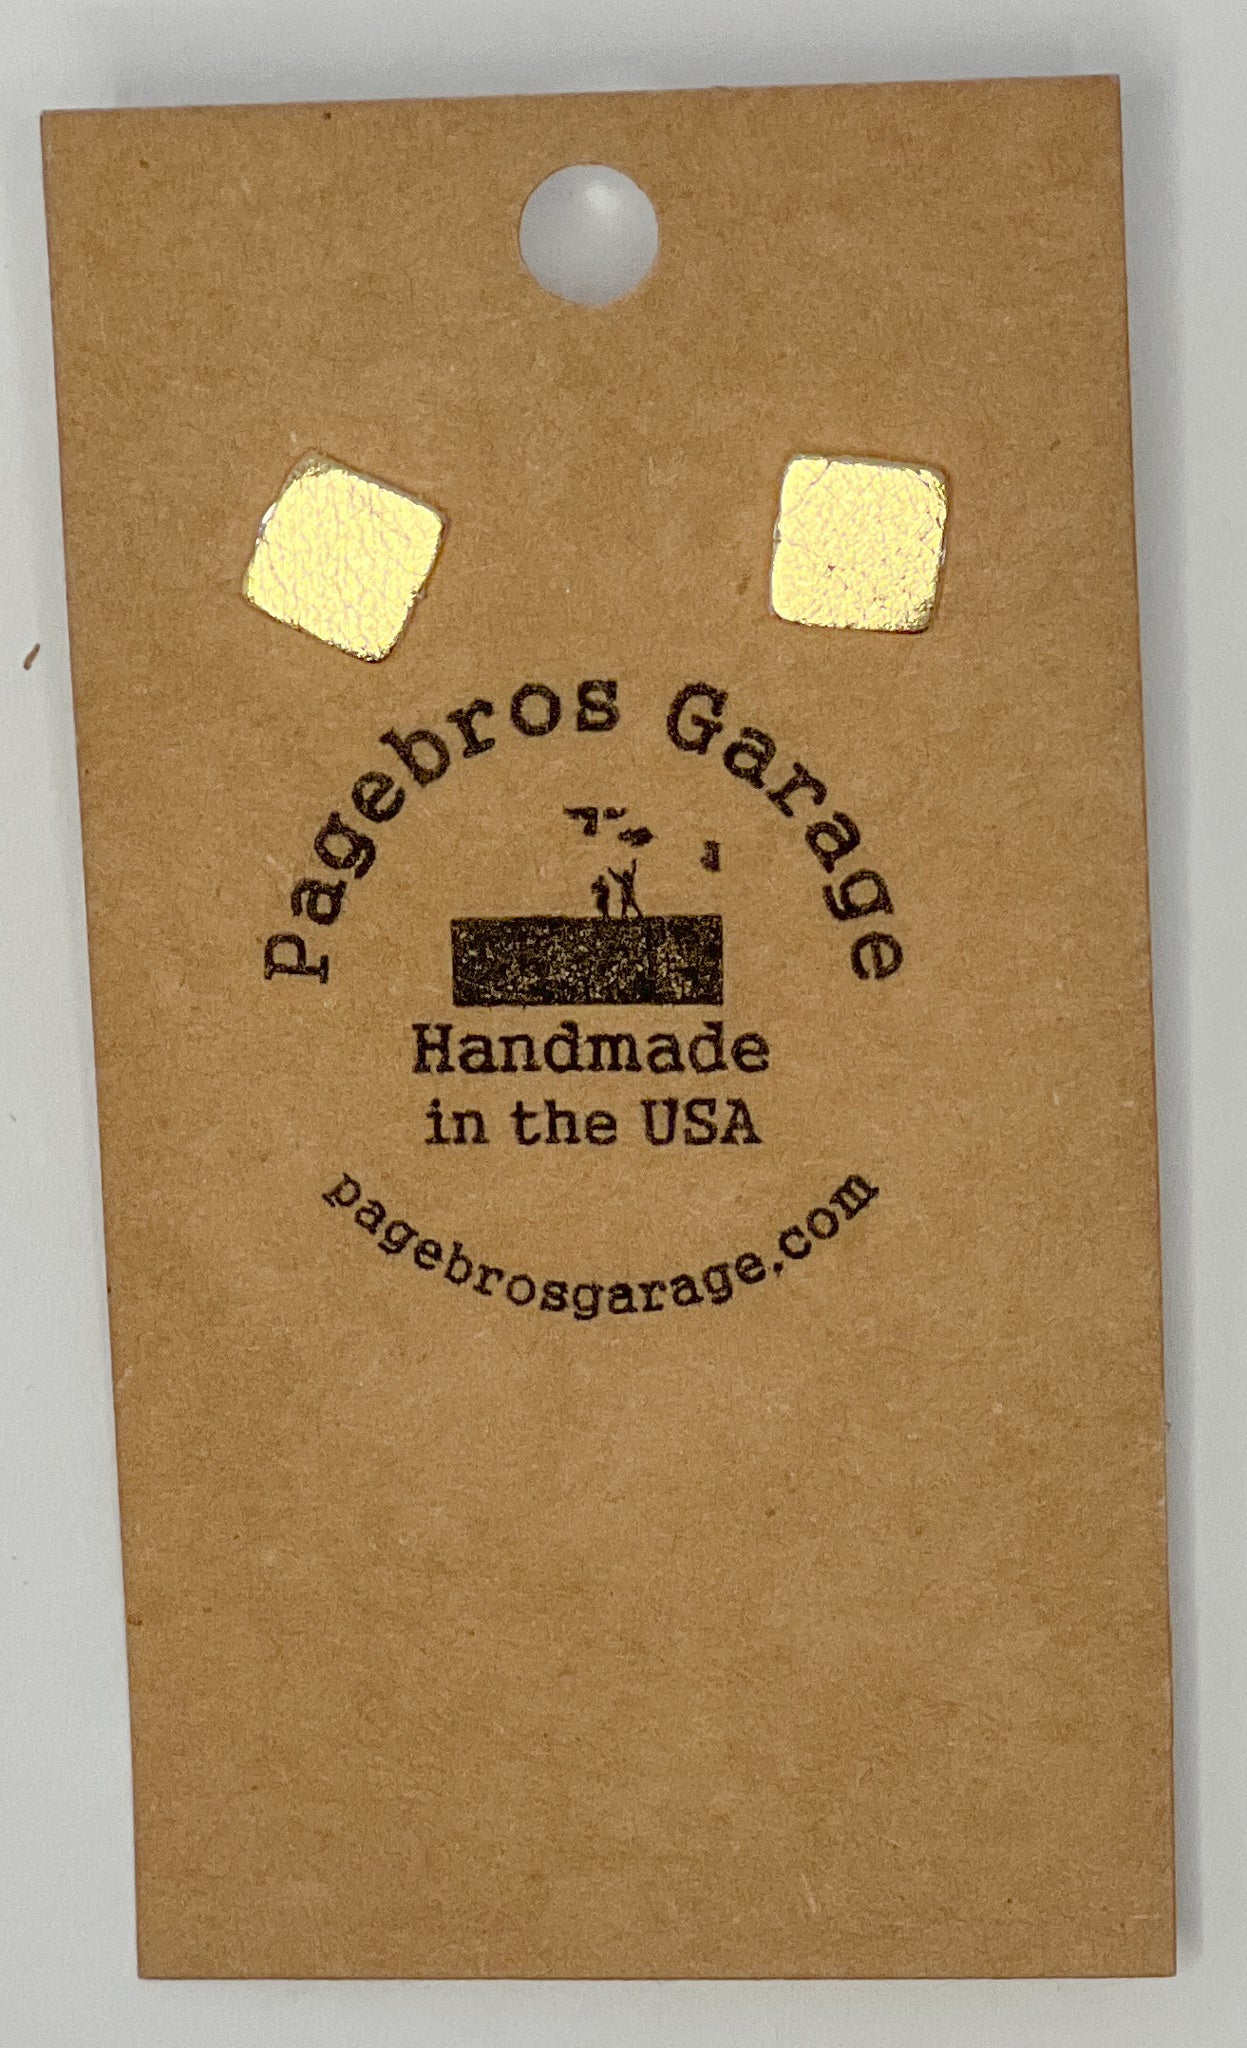 Pagebros Garage
Handmade
in the USA
pagebrosgarage.com